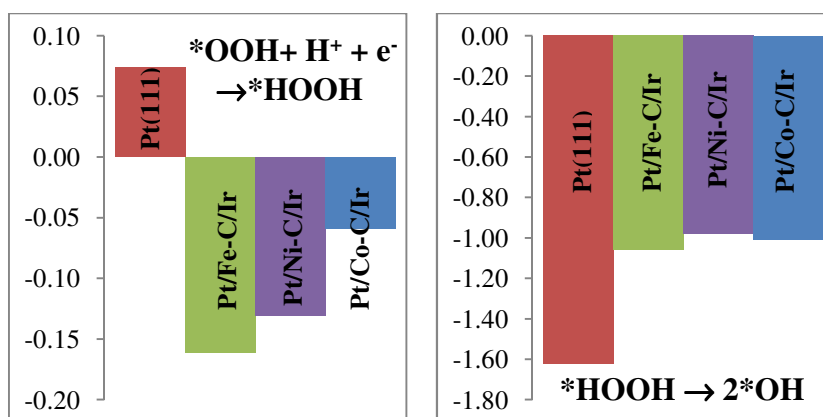 0.10
0.05
0.00
-0.05
-0.10
-0.15
-0.20
*OOH+ H⁺ + e⁻
→*HOOH
Pt(111)
Pt/Fe-C/Ir
Pt/Ni-C/Ir
Pt/Co-C/Ir
0.00
-0.20
-0.40
-0.60
-0.80
-1.00
-1.20
-1.40
-1.60
-1.80
Pt(111)
Pt/Fe-C/Ir
Pt/Ni-C/Ir
Pt/Co-C/Ir
*HOOH → 2*OH